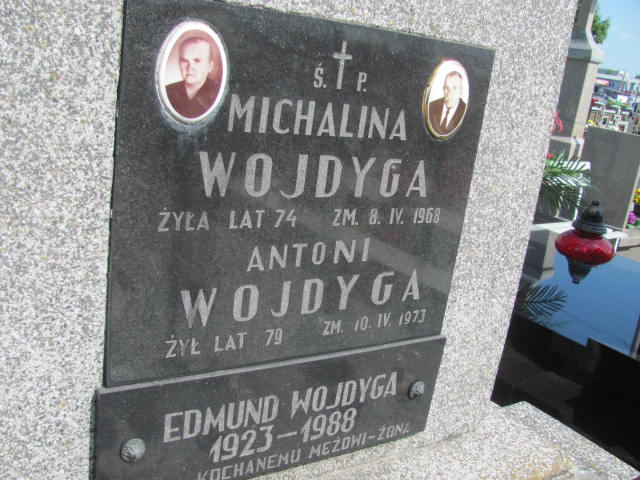 Ś. P.
MICHALINA
WOJDYGA
ŻYŁA LAT 74 ZM. 8. IV. 1968
ANTONI
WOJDYGA
ŻYŁ LAT 79 ZM. 10. IV. 1973
EDMUND WOJDYGA
1923-1988
KOCHANEMU MĘŻOWI-ŻONA